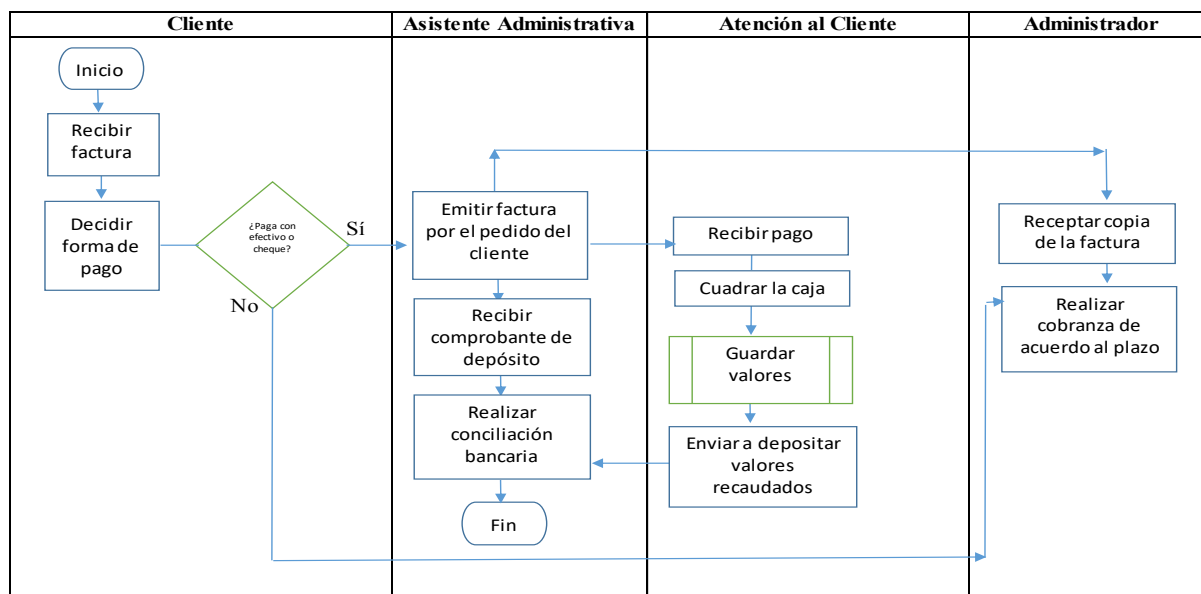 Cliente
Asistente Administrativa
Atención al Cliente
Administrador
Inicio
Recibir
factura
Decidir
forma de
pago
¿Paga con
efectivo o
cheque?
Sí
No
Emitir factura
por el pedido del
cliente
Recibir
comprobante de
depósito
Realizar
conciliación
bancaria
Fin
Recibir pago
Cuadrar la caja
Guardar
valores
Enviar a depositar
valores
recaudados
Receptar copia
de la factura
Realizar
cobranza de
acuerdo al plazo